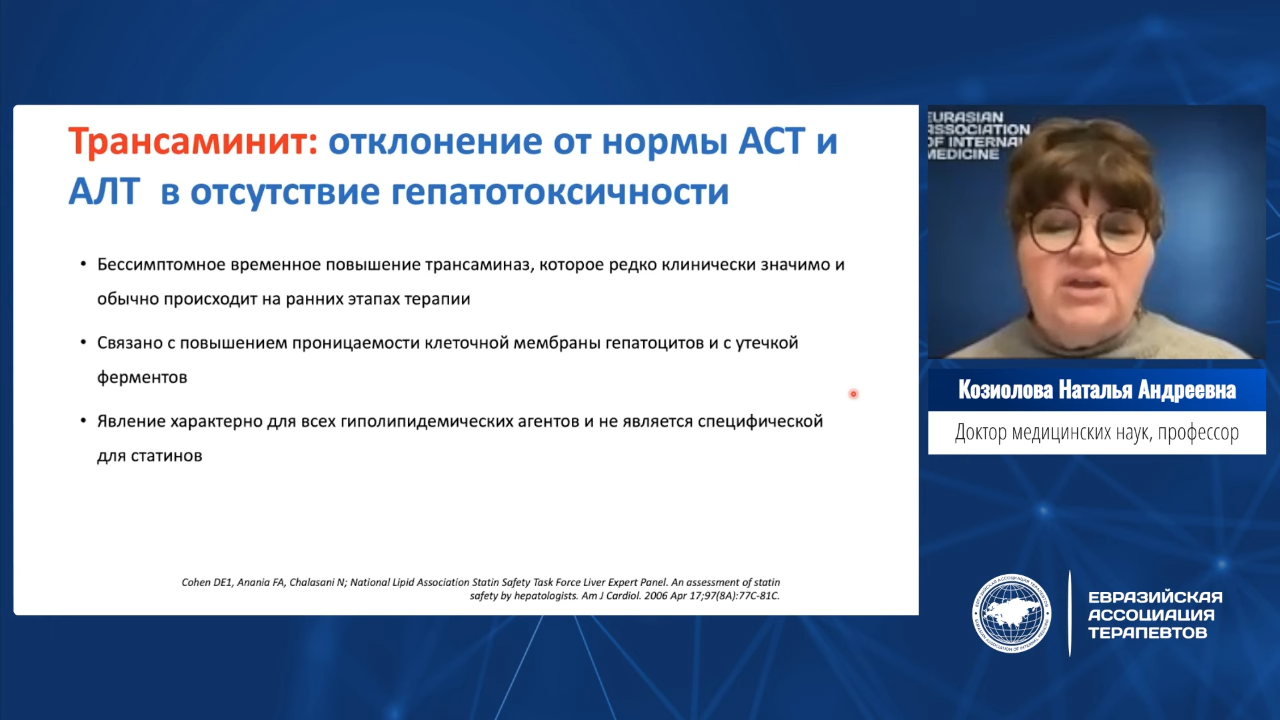 Трансаминит: отклонение от нормы АСТ и
АЛТ в отсутствие гепатотоксичности
• Бессимптомное временное повышение трансаминаз, которое редко клинически значимо и
обычно происходит на ранних этапах терапии
• Связано с повышением проницаемости клеточной мембраны гепатоцитов и с утечкой
ферментов
• Явление характерно для всех гиполипидемических агентов и не является специфической
для статинов
Cohen DE1, Anania FA, Chalasani N; National Lipid Association Statin Safety Task Force Liver Expert Panel. An assessment of statin
safety by hepatologists. Am J Cardiol. 2006 Apr 17;97(8A):77C-81C.
EURASIAN
ASSOCIATION
OF INTERNA
MEDICINE
Козиолова Наталья Андреевна
Доктор медицинских наук, профессор
ЕВРАЗИЙСКАЯ
АССОЦИАЦИЯ
ТЕРАПЕВТОВ